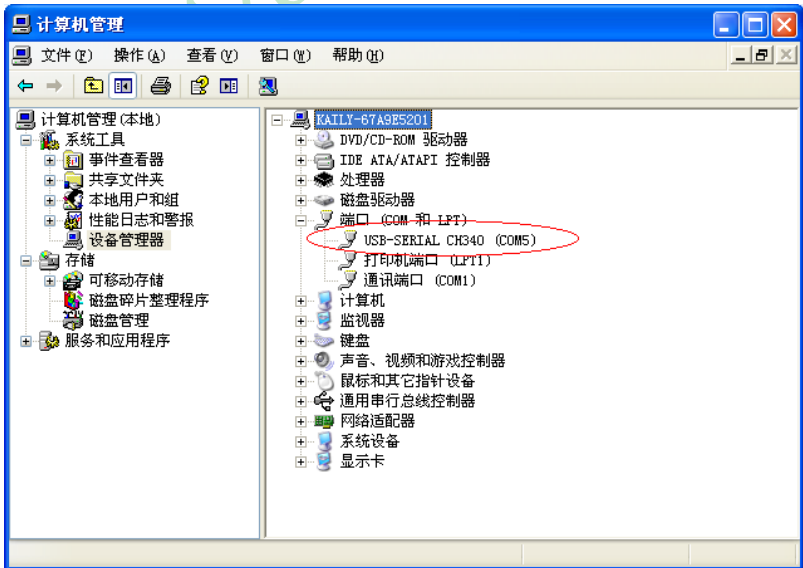 计算机管理
文件(F) 操作(A) 查看(V) 窗口(W) 帮助(H)
计算机管理(本地)
系统工具
事件查看器
共享文件夹
本地用户和组
性能日志和警报
设备管理器
存储
可移动存储
磁盘碎片整理程序
磁盘管理
服务和应用程序
KAILY-67A9E5201
DVD/CD-ROM 驱动器
IDE ATA/ATAPI 控制器
处理器
磁盘驱动器
端口 (COM 和 LPT)
USB-SERIAL CH340 (COM5)
打印机端口 (LPT1)
通讯端口 (COM1)
计算机
监视器
键盘
声音、视频和游戏控制器
鼠标和其它指针设备
通用串行总线控制器
网络适配器
系统设备
显示卡